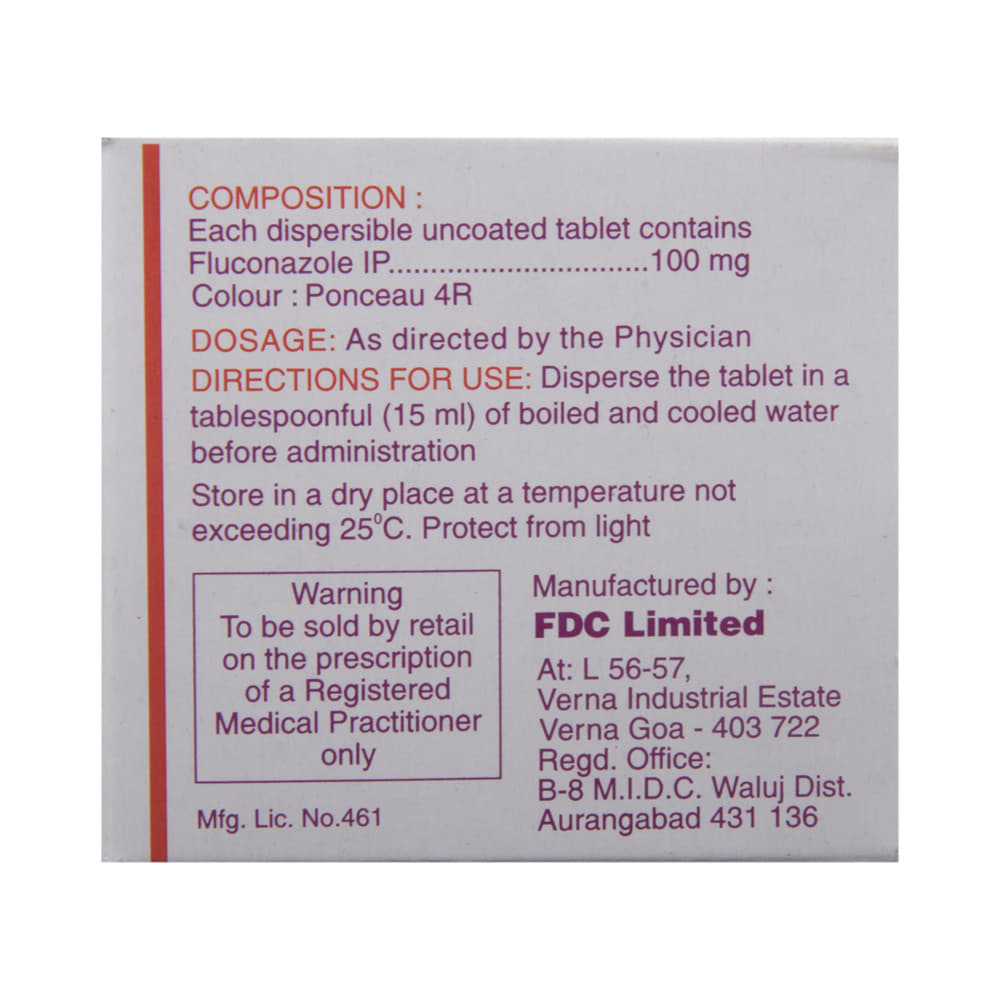 COMPOSITION :
Each dispersible uncoated tablet contains
Fluconazole IP...............................100 mg
Colour : Ponceau 4R
DOSAGE: As directed by the Physician
DIRECTIONS FOR USE: Disperse the tablet in a
tablespoonful (15 ml) of boiled and cooled water
before administration
Store in a dry place at a temperature not
exceeding 25⁰C. Protect from light
Warning
To be sold by retail
on the prescription
of a Registered
Medical Practitioner
only
Mfg. Lic. No.461
Manufactured by :
FDC Limited
At: L 56-57,
Verna Industrial Estate
Verna Goa - 403 722
Regd. Office:
B-8 M.I.D.C. Waluj Dist.
Aurangabad 431 136